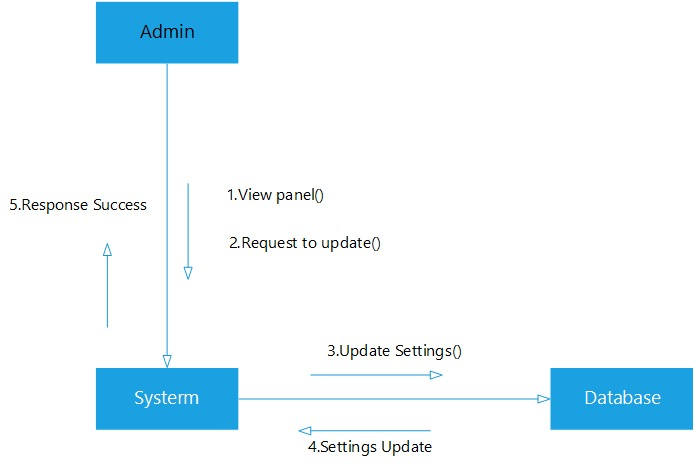 Admin
5.Response Success
1.View panel()
2.Request to update()
3.Update Settings()
Systerm
Database
4.Settings Update